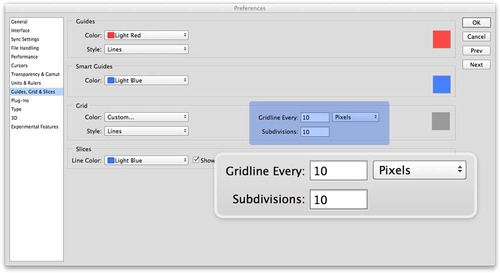 Preferences
General
Interface
Sync Settings
File Handling
Performance
Cursors
Transparency & Gamut
Units & Rulers
Guides, Grid & Slices
Plug-Ins
Type
3D
Experimental Features
Guides
Color: Light Red
Style: Lines
Smart Guides
Color: Light Blue
Grid
Color: Custom...
Style: Lines
Gridline Every: 10 Pixels
Subdivisions: 10
Slices
Line Color: Light Blue Show
Gridline Every: 10 Pixels
Subdivisions: 10
OK
Cancel
Prev
Next